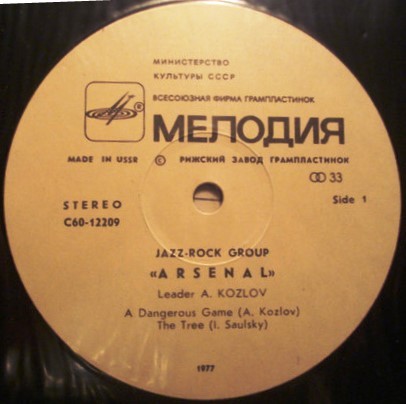 МИНИСТЕРСТВО
КУЛЬТУРЫ СССР
ВСЕСОЮЗНАЯ ФИРМА ГРАМПЛАСТИНОК
®
МЕЛОДИЯ
MADE IN USSR © РИЖСКИЙ ЗАВОД ГРАМПЛАСТИНОК
33
STEREO
Side 1
С60-12209
JAZZ-ROCK GROUP
«ARSENAL»
Leader A. KOZLOV
A Dangerous Game (A. Kozlov)
The Tree (I. Saulsky)
1977